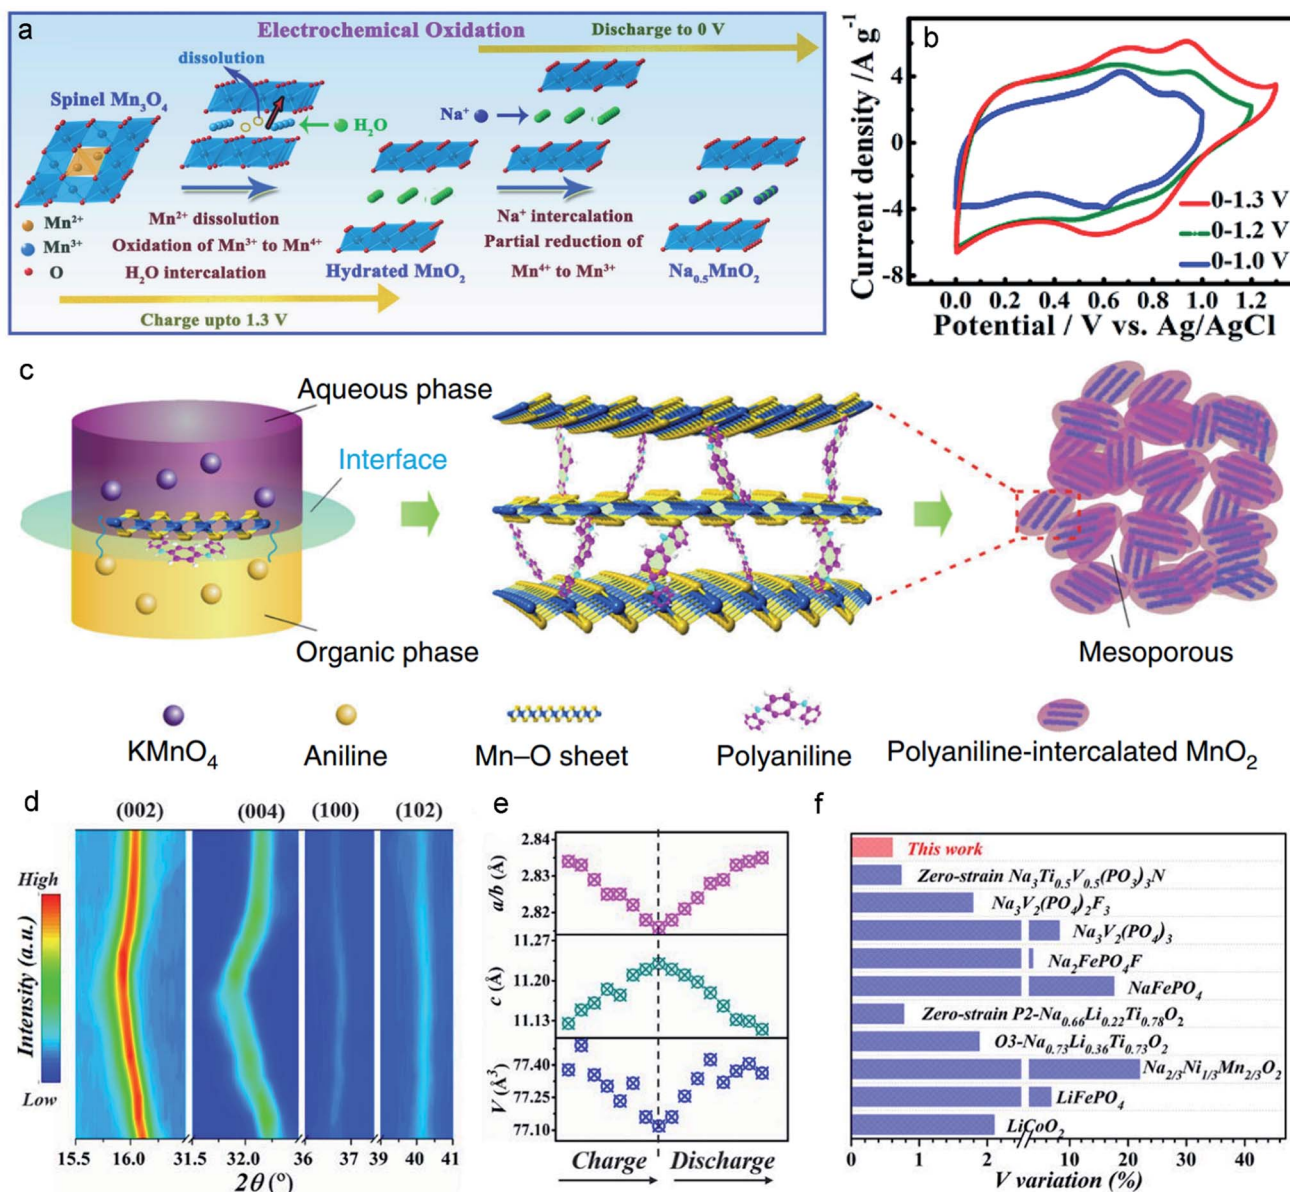 a
Electrochemical Oxidation
Discharge to 0 V
dissolution
Spinel Mn₃O₄
H₂O
Na⁺
Mn²⁺
Mn³⁺
O
Mn²⁺ dissolution
Oxidation of Mn³⁺ to Mn⁴⁺
H₂O intercalation
Hydrated MnO₂
Na⁺ intercalation
Partial reduction of
Mn⁴⁺ to Mn³⁺
Na₀.₅MnO₂
Charge upto 1.3 V
b
Current density /A g⁻¹
4
0
-4
-8
0-1.3 V
0-1.2 V
0-1.0 V
0.0 0.2 0.4 0.6 0.8 1.0 1.2
Potential / V vs. Ag/AgCl
c
Aqueous phase
Interface
Organic phase
Mesoporous
KMnO₄
Aniline
Mn–O sheet
Polyaniline
Polyaniline-intercalated MnO₂
d
(002) (004) (100) (102)
High
Intensity (a.u.)
Low
15.5 16.0 31.5 32.0 36 37 39 40 41
2θ (°)
e
a/b (Å)
2.84
2.83
2.82
c (Å)
11.27
11.20
11.13
V (Å³)
77.40
77.25
77.10
Charge Discharge
f
This work
Zero-strain Na₃Ti₀.₅V₀.₅(PO₃)₃N
Na₃V₂(PO₄)₂F₃
Na₃V₂(PO₄)₃
Na₂FePO₄F
NaFePO₄
Zero-strain P2-Na₀.₆₆Li₀.₂₂Ti₀.₇₈O₂
O3-Na₀.₇₃Li₀.₃₆Ti₀.₇₃O₂
Na₂/₃Ni₁/₃Mn₂/₃O₂
LiFePO₄
LiCoO₂
0 1 2 10 20 30 40
V variation (%)